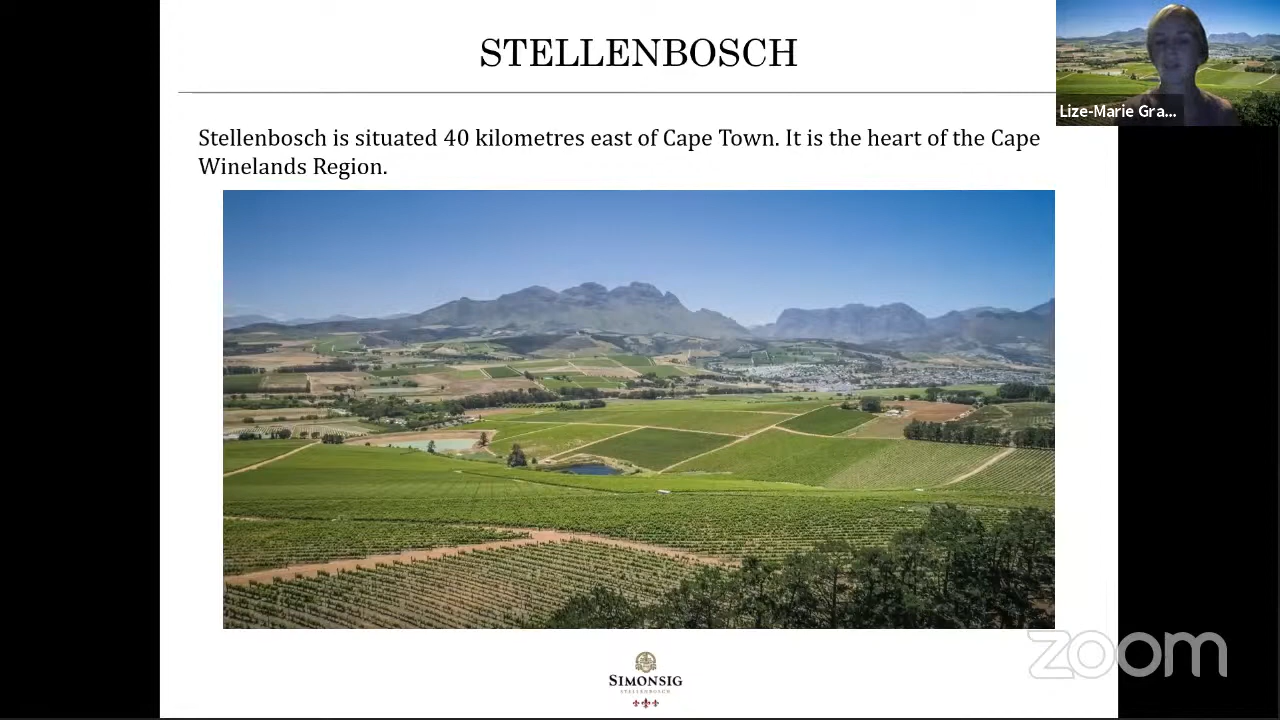 STELLENBOSCH
Lize-Marie Gra...
Stellenbosch is situated 40 kilometres east of Cape Town. It is the heart of the Cape
Winelands Region.
zoom
SIMONSIG
STELLENBOSCH